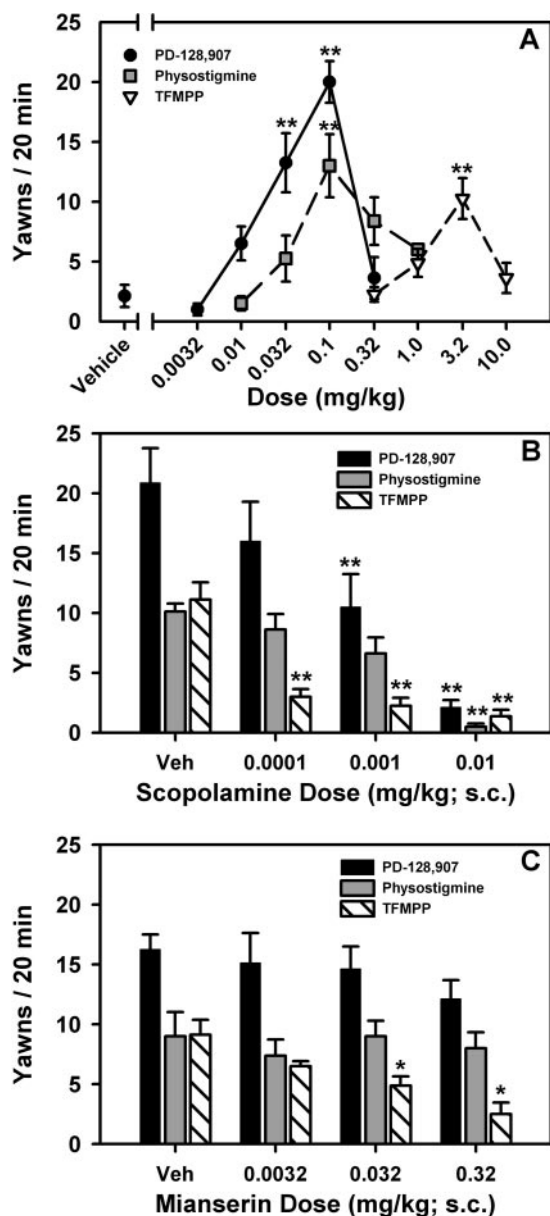 A
PD-128,907
Physostigmine
TFMPP
Yawns / 20 min
25
20
15
10
5
0
**
**
**
**
Vehicle
0.0032
0.01
0.032
0.1
0.32
1.0
3.2
10.0
Dose (mg/kg)
B
PD-128,907
Physostigmine
TFMPP
Yawns / 20 min
25
20
15
10
5
0
**
**
**
**
**
**
Veh
0.0001
0.001
0.01
Scopolamine Dose (mg/kg; s.c.)
C
PD-128,907
Physostigmine
TFMPP
Yawns / 20 min
25
20
15
10
5
0
*
*
Veh
0.0032
0.032
0.32
Mianserin Dose (mg/kg; s.c.)